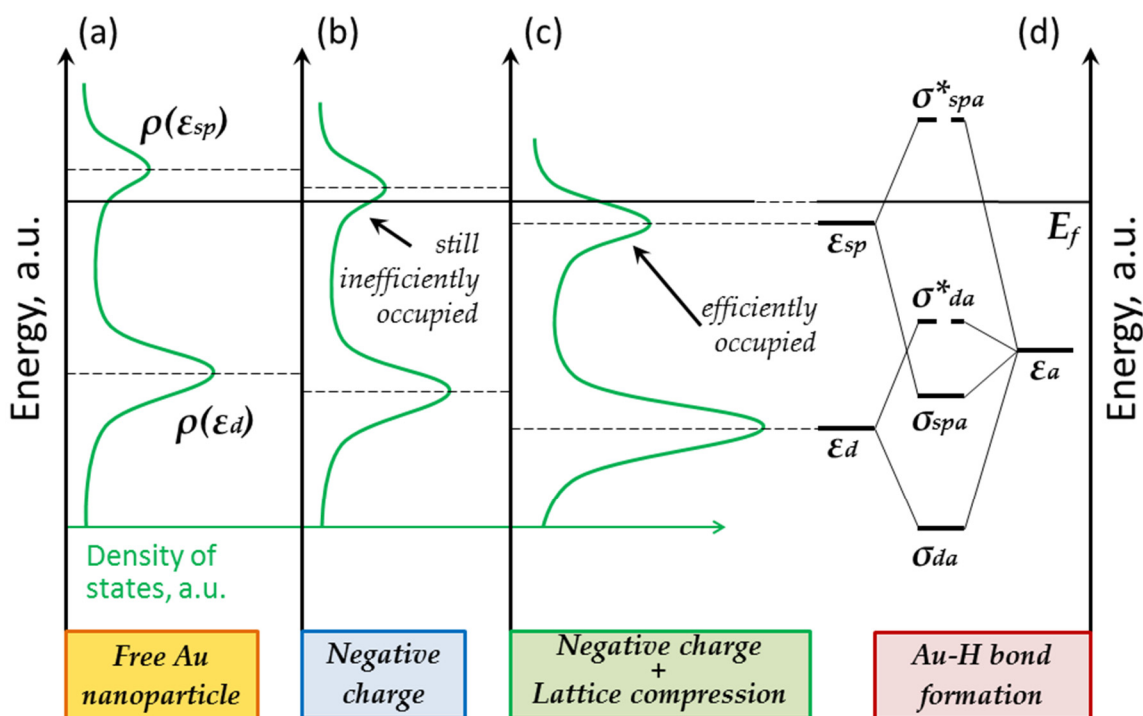 (a)
(b)
(c)
(d)
Energy, a.u.
ρ(εsp)
ρ(εd)
still
inefficiently
occupied
efficiently
occupied
σ*spa
εsp
Ef
σ*da
εa
σspa
εd
σda
Energy, a.u.
Density of
states, a.u.
Free Au
nanoparticle
Negative
charge
Negative charge
+
Lattice compression
Au-H bond
formation